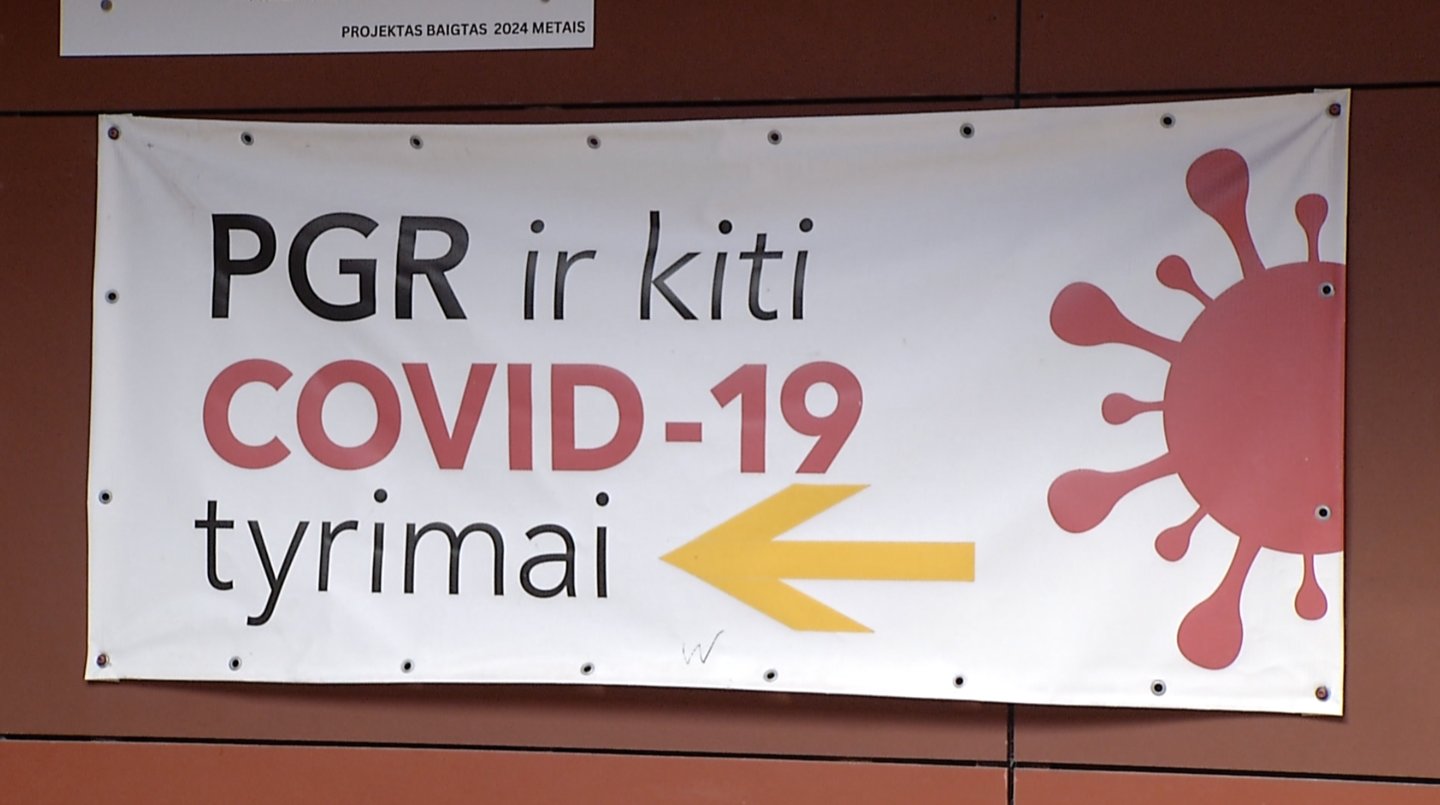 PROJEKTAS BAIGTAS 2024 METAIS
PGR ir kiti
COVID-19
tyrimai